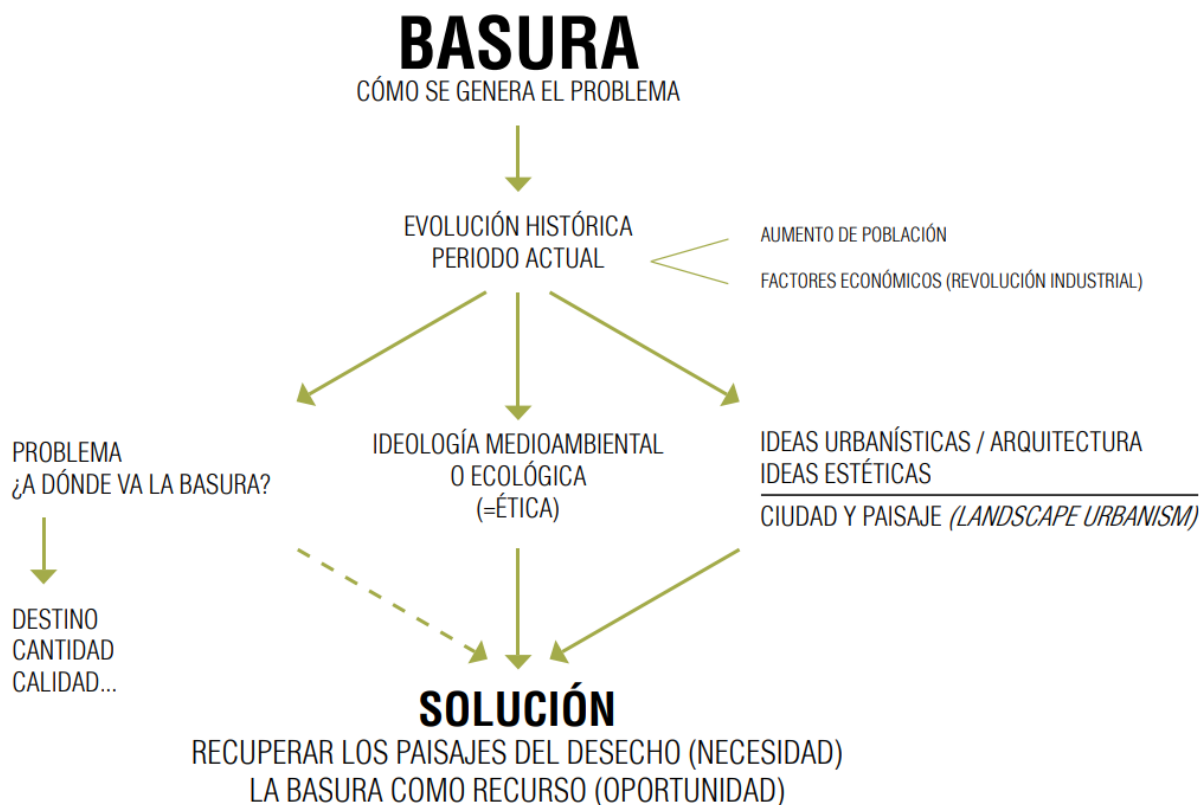 BASURA
CÓMO SE GENERA EL PROBLEMA
EVOLUCIÓN HISTÓRICA
PERIODO ACTUAL
AUMENTO DE POBLACIÓN
FACTORES ECONÓMICOS (REVOLUCIÓN INDUSTRIAL)
PROBLEMA
¿A DÓNDE VA LA BASURA?
DESTINO
CANTIDAD
CALIDAD...
IDEOLOGÍA MEDIOAMBIENTAL
O ECOLÓGICA
(=ÉTICA)
IDEAS URBANÍSTICAS / ARQUITECTURA
IDEAS ESTÉTICAS
CIUDAD Y PAISAJE (LANDSCAPE URBANISM)
SOLUCIÓN
RECUPERAR LOS PAISAJES DEL DESECHO (NECESIDAD)
LA BASURA COMO RECURSO (OPORTUNIDAD)